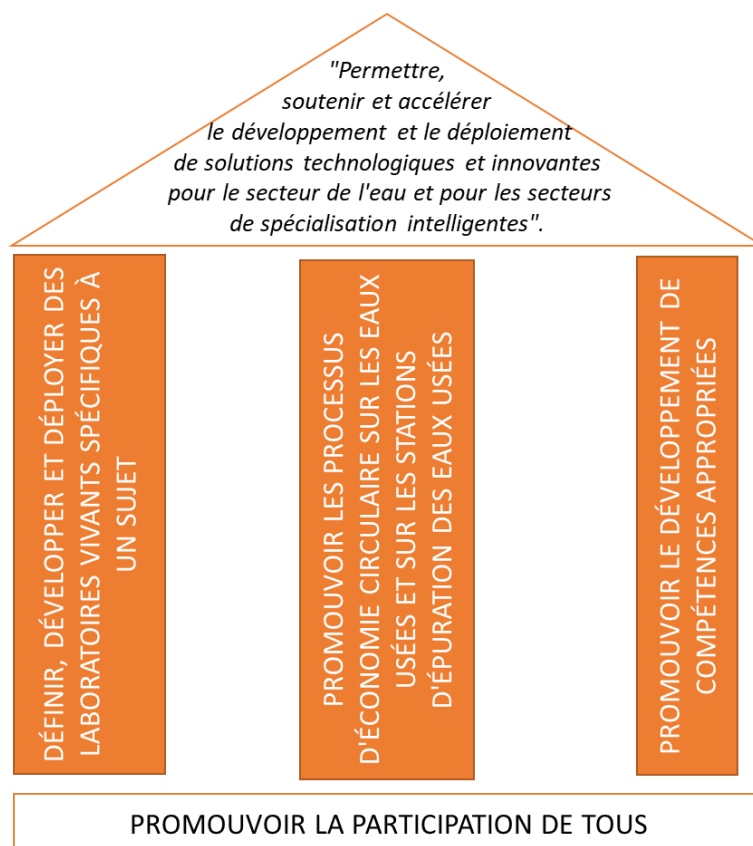 "Permettre,
soutenir et accélérer
le développement et le déploiement
de solutions technologiques et innovantes
pour le secteur de l'eau et pour les secteurs
de spécialisation intelligentes".
DÉFINIR, DÉVELOPPER ET DÉPLOYER DES
LABORATOIRES VIVANTS SPÉCIFIQUES À
UN SUJET
PROMOUVOIR LES PROCESSUS
D'ÉCONOMIE CIRCULAIRE SUR LES EAUX
USÉES ET SUR LES STATIONS
D'ÉPURATION DES EAUX USÉES
PROMOUVOIR LE DÉVELOPPEMENT DE
COMPÉTENCES APPROPRIÉES
PROMOUVOIR LA PARTICIPATION DE TOUS